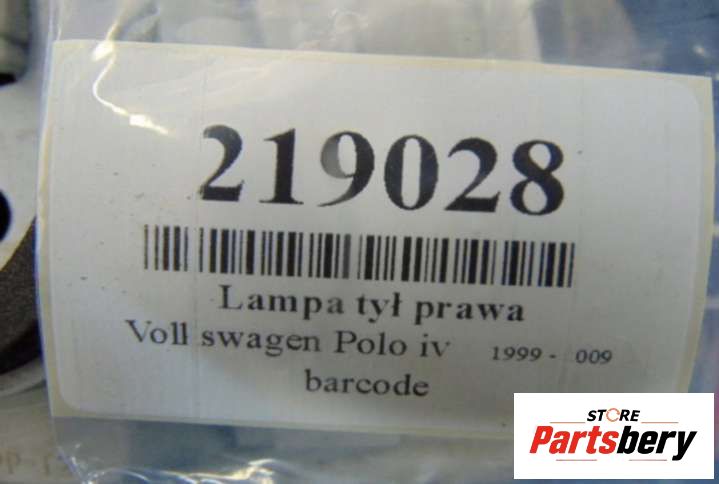 219028
Lampa tył prawa
Voll swagen Polo iv 1999 - 009
barcode
STORE
Partsbery